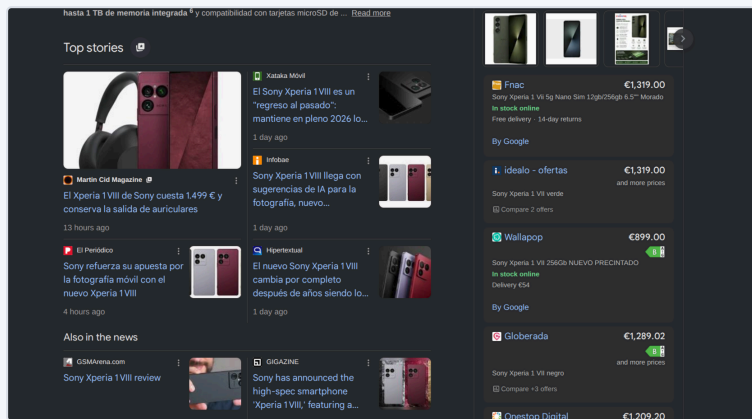 hasta 1 TB de memoria integrada 6 y compatibilidad con tarjetas microSD de ... Read more
Top stories
Martin Cid Magazine
El Xperia 1 VIII de Sony cuesta 1.499 € y
conserva la salida de auriculares
13 hours ago
Xataka Móvil
El Sony Xperia 1 VIII es un
"regreso al pasado":
mantiene en pleno 2026 lo...
1 day ago
Infobae
Sony Xperia 1 VIII llega con
sugerencias de IA para la
fotografía, nuevo...
1 day ago
El Periódico
Sony refuerza su apuesta por
la fotografía móvil con el
nuevo Xperia 1 VIII
4 hours ago
Hipertextual
El nuevo Sony Xperia 1 VIII
cambia por completo
después de años siendo lo...
1 day ago
Also in the news
GSMArena.com
Sony Xperia 1 VIII review
GIGAZINE
Sony has announced the
high-spec smartphone
'Xperia 1 VIII,' featuring a...
Fnac €1,319.00
Sony Xperia 1 Vii 5g Nano Sim 12gb/256gb 6.5"" Morado
In stock online
Free delivery · 14-day returns
By Google
idealo - ofertas €1,319.00
and more prices
Sony Xperia 1 VII verde
Compare 2 offers
Wallapop €899.00
B
Sony Xperia 1 VII 256Gb NUEVO PRECINTADO
In stock online
Delivery €54
By Google
Globerada €1,289.02
B
and more prices
Sony Xperia 1 VII negro
Compare +3 offers
Onestop Digital €1,209.20